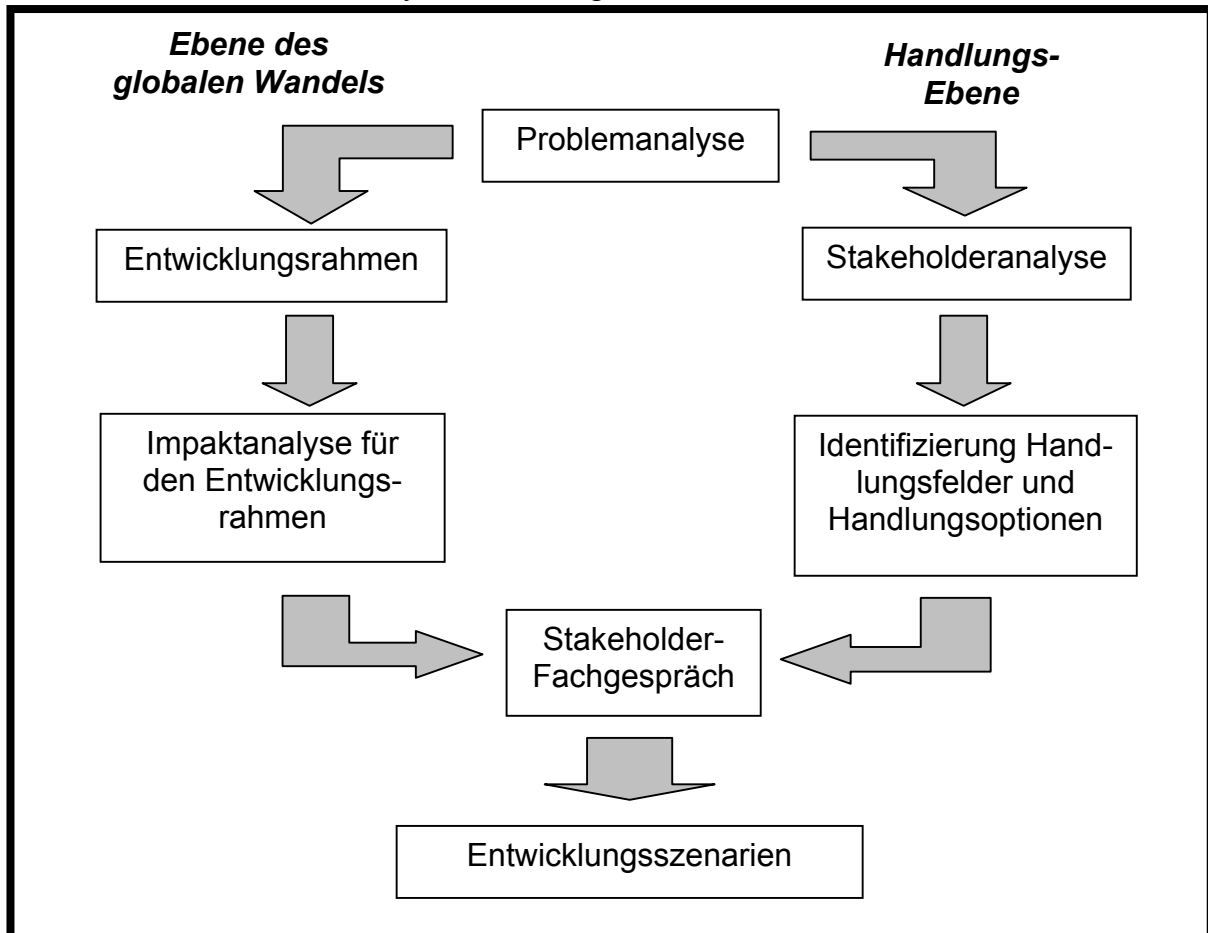 Ebene des
globalen Wandels
Handlungs-
Ebene
Problemanalyse
Entwicklungsrahmen
Stakeholderanalyse
Impaktanalyse für
den Entwicklungs-
rahmen
Identifizierung Hand-
lungsfelder und
Handlungsoptionen
Stakeholder-
Fachgespräch
Entwicklungsszenarien